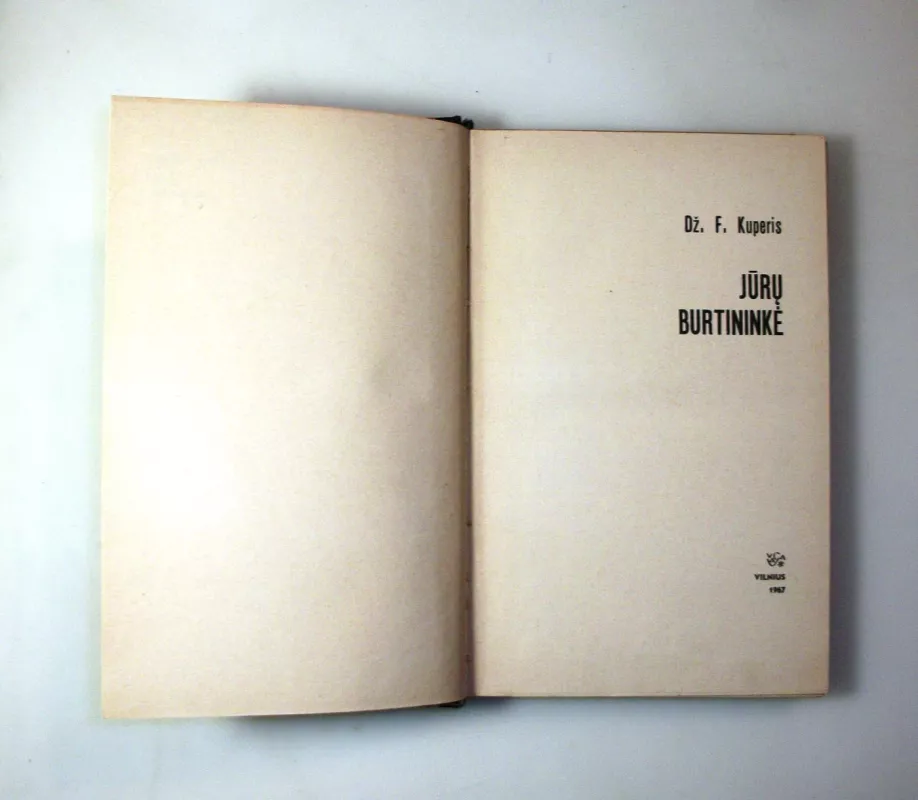 Dž. F. Kuperis
JŪRŲ
BURTININKĖ
VILNIUS
1967